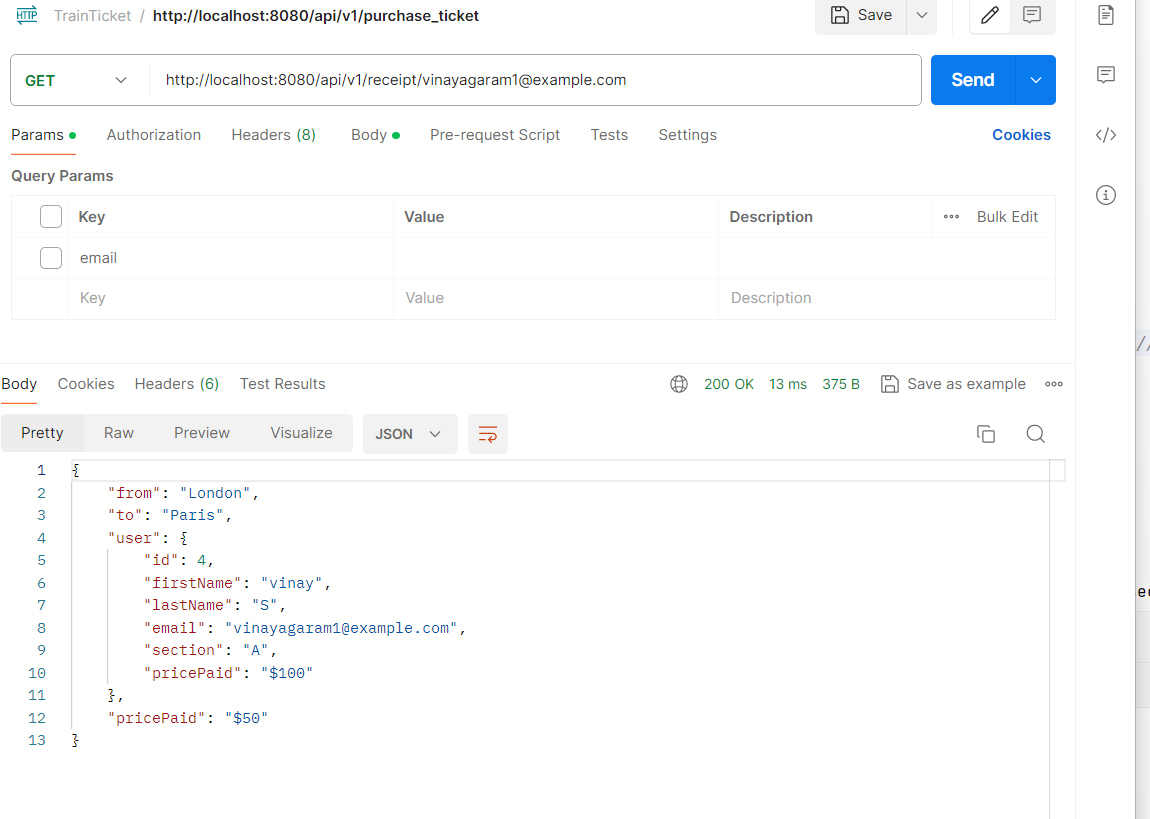 HTTP TrainTicket / http://localhost:8080/api/v1/purchase_ticket Save
GET http://localhost:8080/api/v1/receipt/vinayagaram1@example.com Send
Params Authorization Headers (8) Body Pre-request Script Tests Settings Cookies
Query Params
Key Value Description Bulk Edit
email
Key Value Description
//
Body Cookies Headers (6) Test Results 200 OK 13 ms 375 B Save as example
Pretty Raw Preview Visualize JSON
1 {
2 "from": "London",
3 "to": "Paris",
4 "user": {
5 "id": 4,
6 "firstName": "vinay",
7 "lastName": "S",
8 "email": "vinayagaram1@example.com",
9 "section": "A",
10 "pricePaid": "$100"
11 },
12 "pricePaid": "$50"
13 }